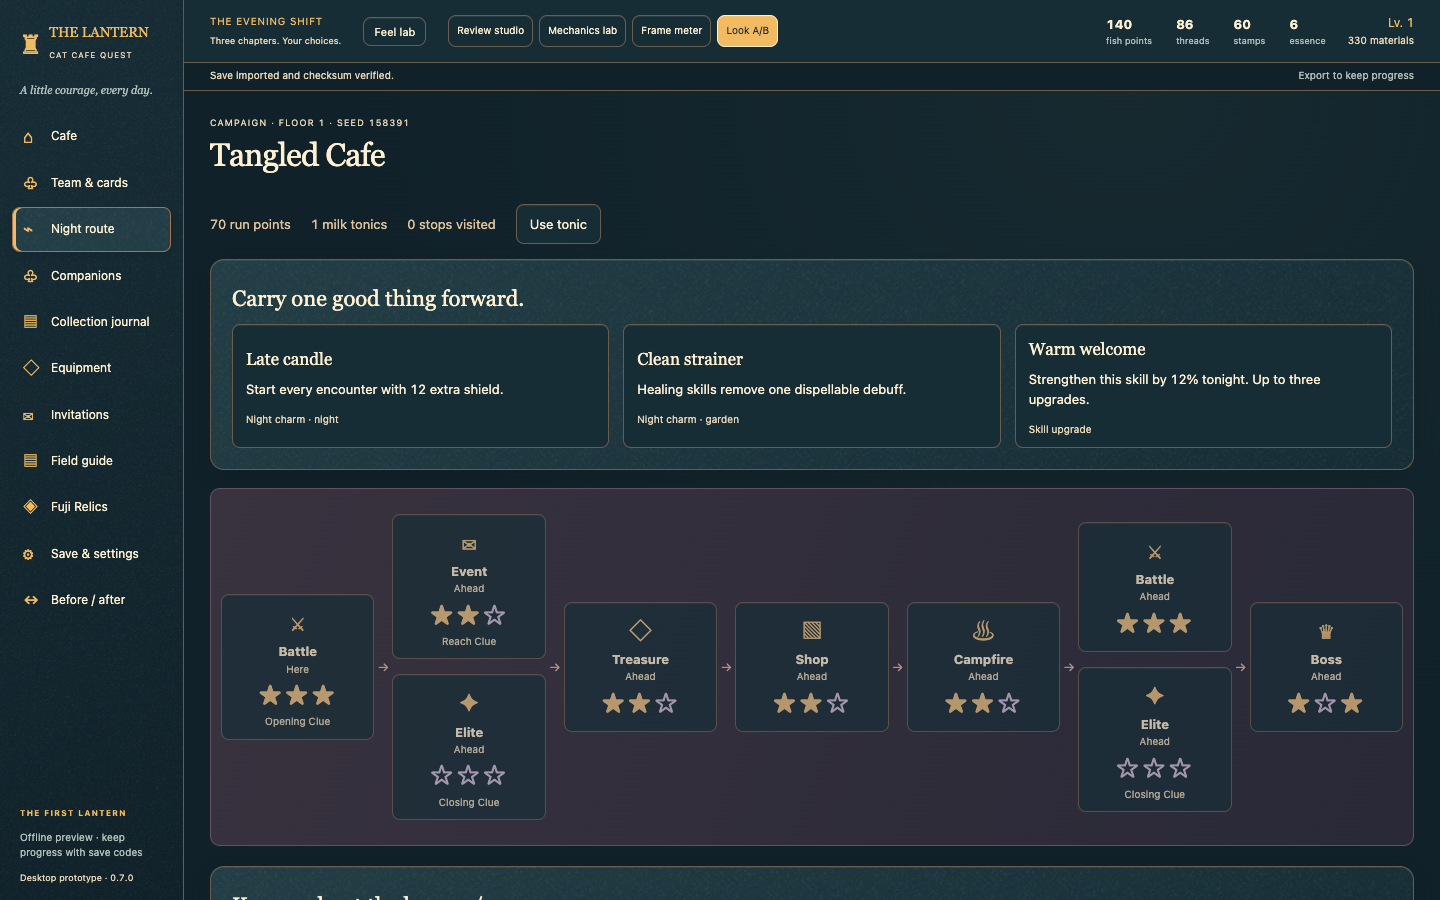 THE LANTERN
CAT CAFE QUEST
A little courage, every day.
Cafe
Team & cards
Night route
Companions
Collection journal
Equipment
Invitations
Field guide
Fuji Relics
Save & settings
Before / after
THE FIRST LANTERN
Offline preview · keep
progress with save codes
Desktop prototype · 0.7.0
THE EVENING SHIFT
Three chapters. Your choices.
Feel lab
Review studio
Mechanics lab
Frame meter
Look A/B
140
fish points
86
threads
60
stamps
6
essence
Lv. 1
330 materials
Save imported and checksum verified.
Export to keep progress
CAMPAIGN · FLOOR 1 · SEED 158391
Tangled Cafe
70 run points
1 milk tonics
0 stops visited
Use tonic
Carry one good thing forward.
Late candle
Start every encounter with 12 extra shield.
Night charm · night
Clean strainer
Healing skills remove one dispellable debuff.
Night charm · garden
Warm welcome
Strengthen this skill by 12% tonight. Up to three
upgrades.
Skill upgrade
Battle
Here
Opening Clue
Event
Ahead
Reach Clue
Elite
Ahead
Closing Clue
Treasure
Ahead
Shop
Ahead
Campfire
Ahead
Battle
Ahead
Elite
Ahead
Closing Clue
Boss
Ahead